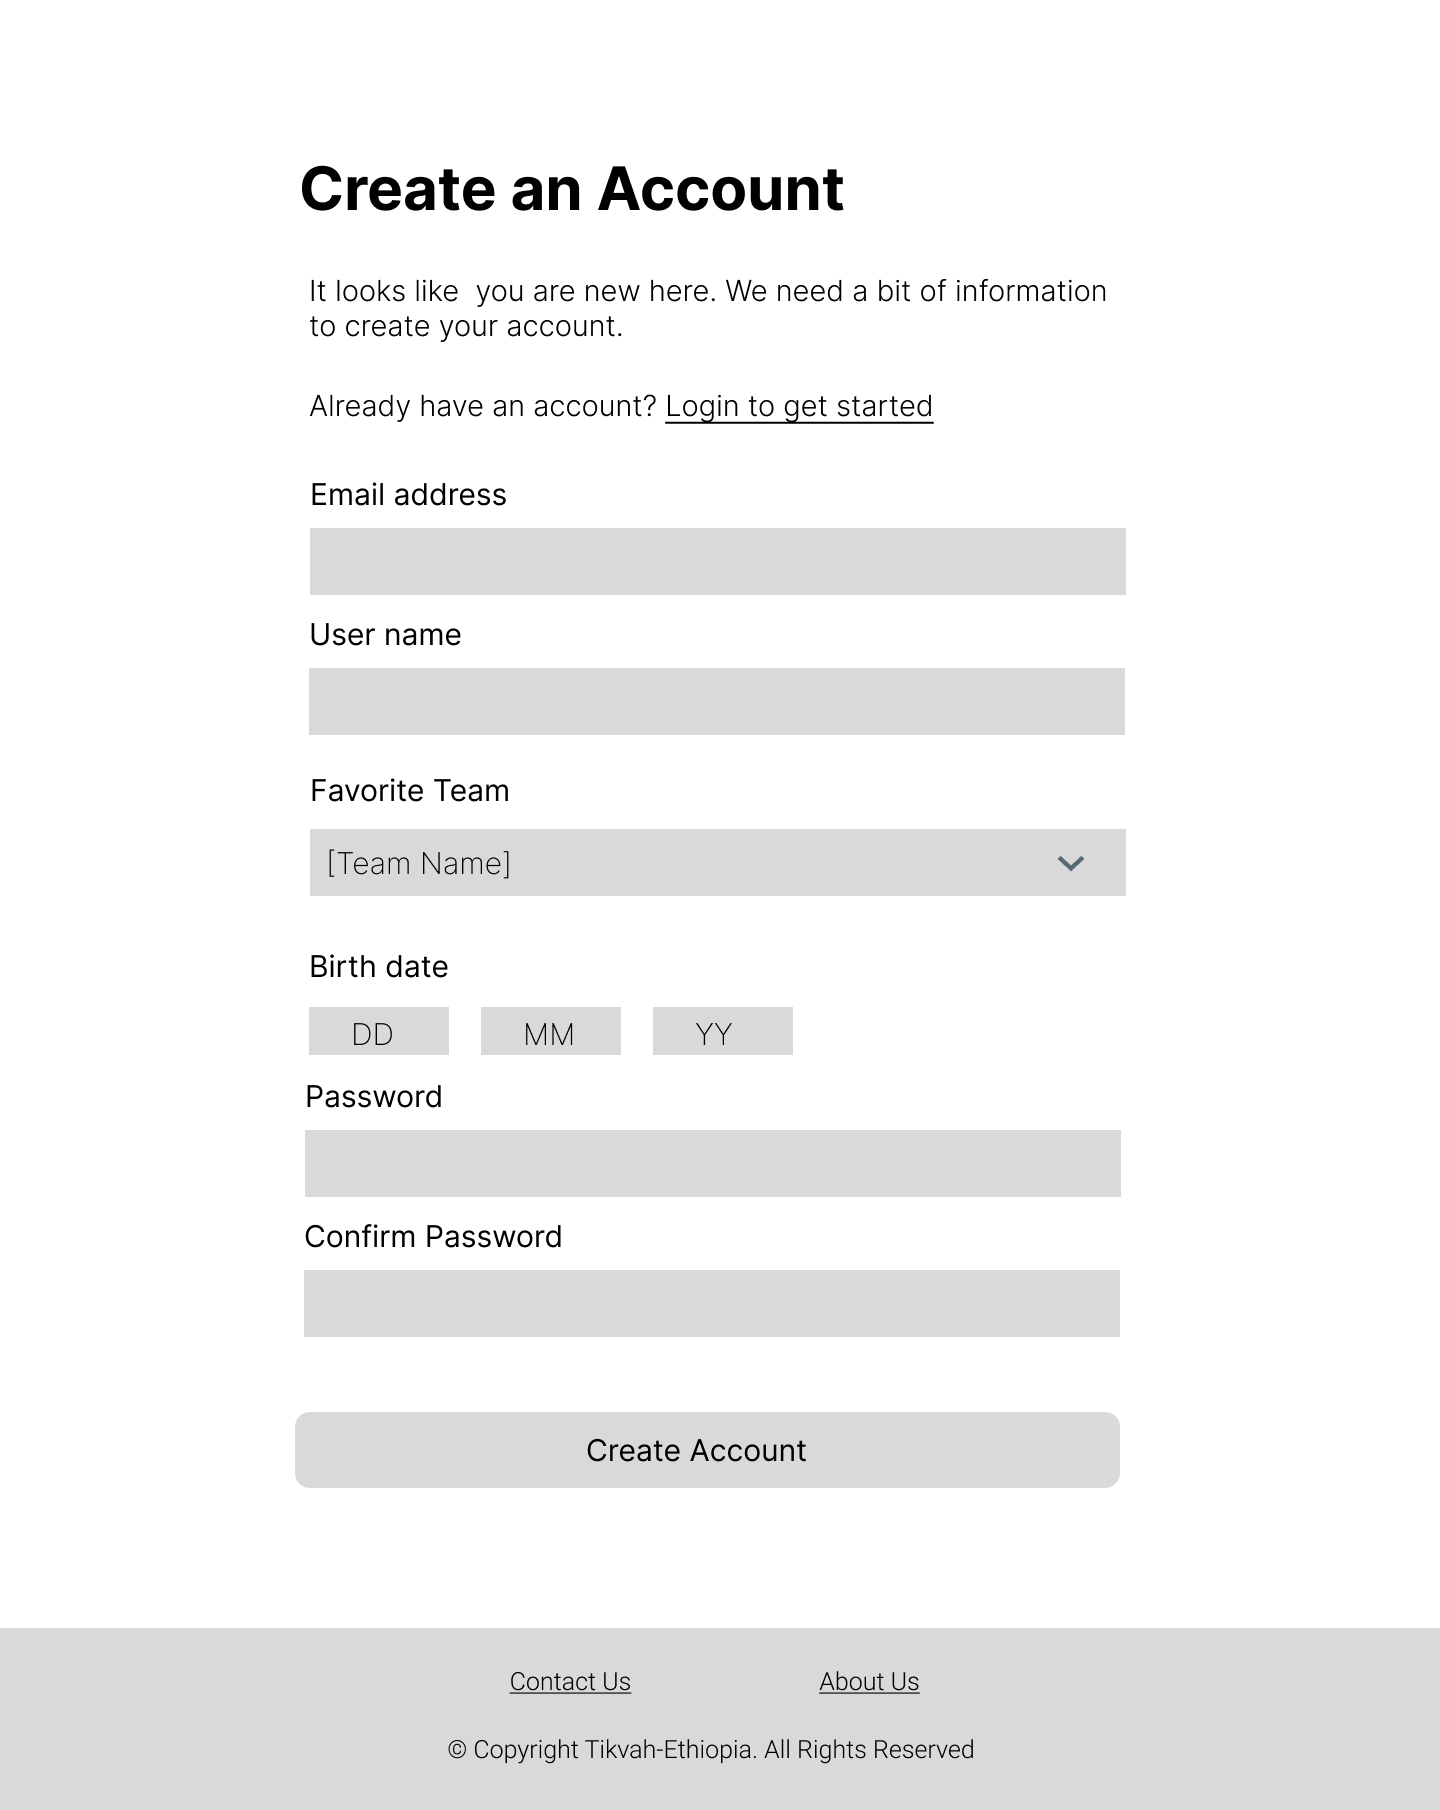 Create an Account
It looks like  you are new here. We need a bit of information
to create your account.
Already have an account? Login to get started
Email address
User name
Favorite Team
[Team Name]
Birth date
DD MM YY
Password
Confirm Password
Create Account
Contact Us About Us
© Copyright Tikvah-Ethiopia. All Rights Reserved